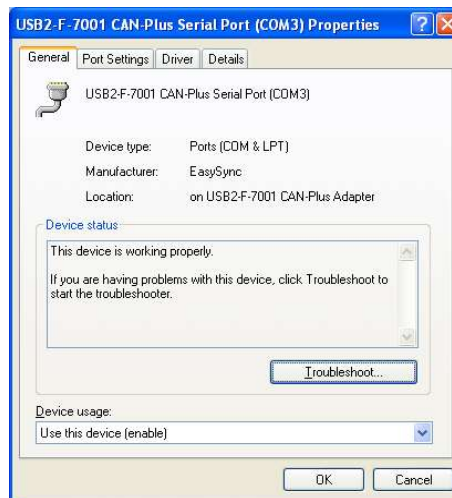 USB2-F-7001 CAN-Plus Serial Port (COM3) Properties
General Port Settings Driver Details
USB2-F-7001 CAN-Plus Serial Port (COM3)
Device type: Ports (COM & LPT)
Manufacturer: EasySync
Location: on USB2-F-7001 CAN-Plus Adapter
Device status
This device is working properly.
If you are having problems with this device, click Troubleshoot to
start the troubleshooter.
Troubleshoot...
Device usage:
Use this device (enable)
OK Cancel